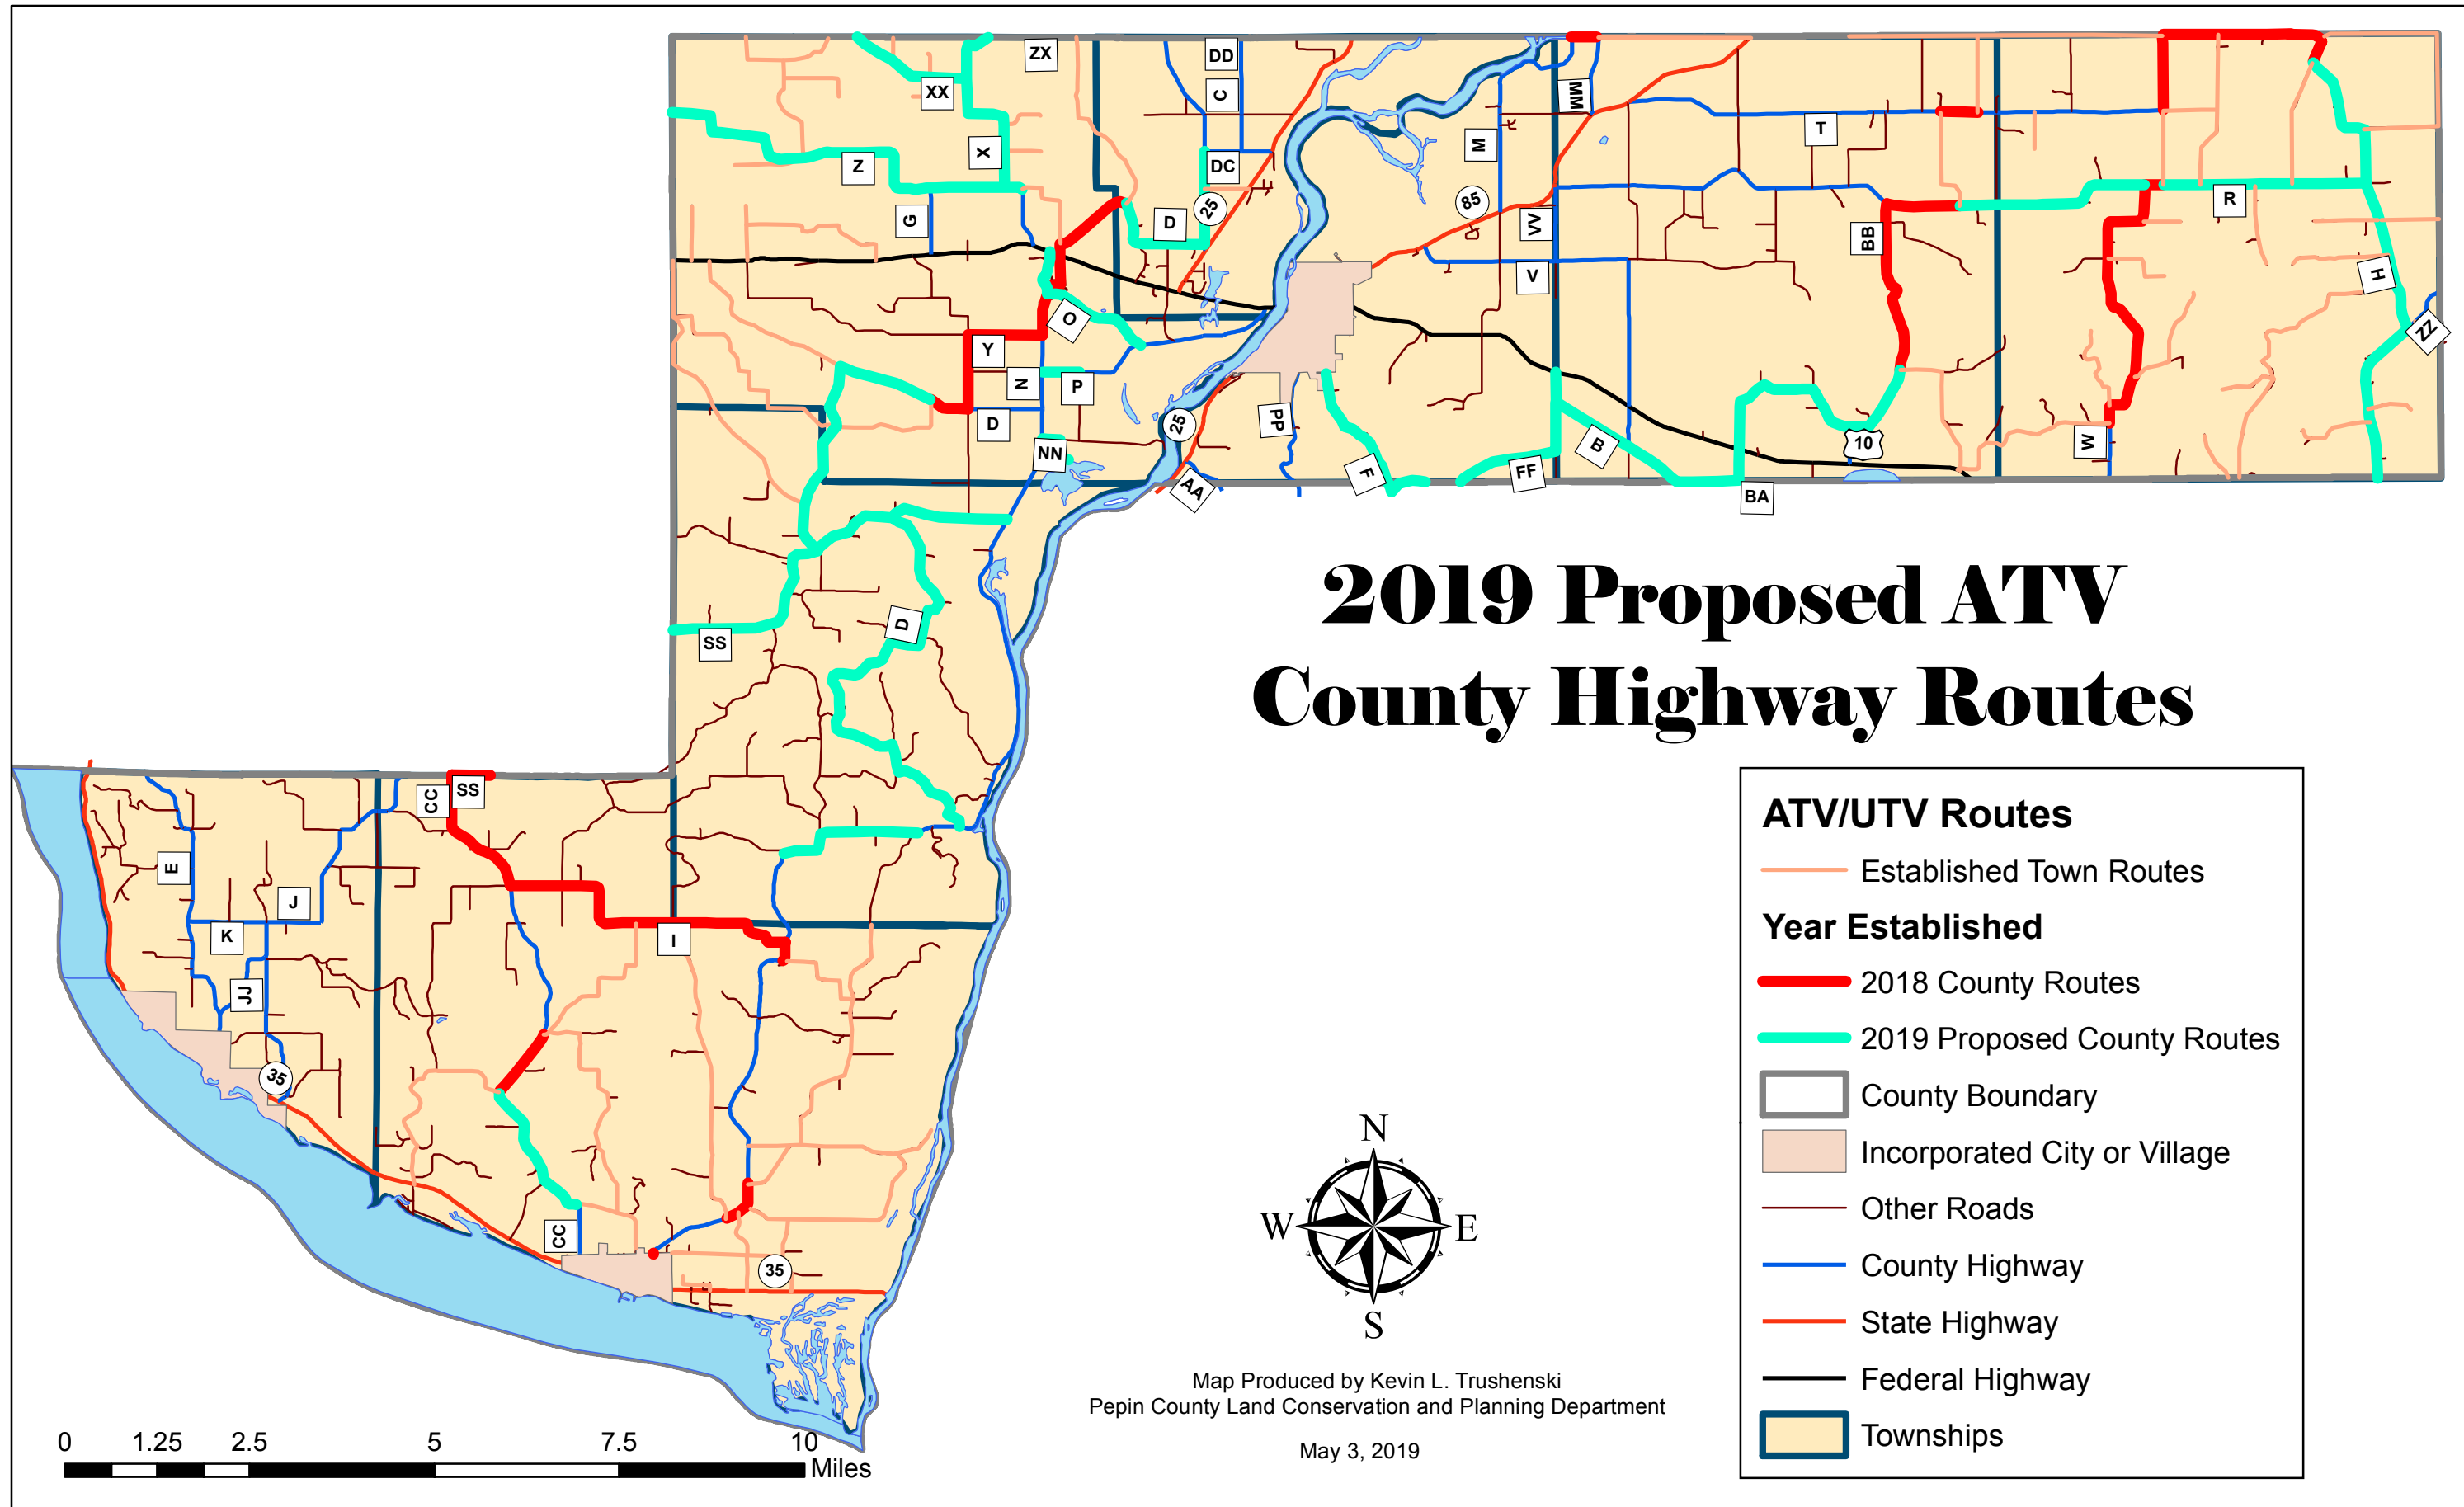 ZX
DD
XX
C
MM
X
M
T
Z
DC
G
D
25
85
VV
BB
R
V
H
O
ZZ
Y
N
P
D
25
PP
B
10
W
NN
F
FF
AA
BA
2019 Proposed ATV
County Highway Routes
D
SS
SS
CC
E
J
K
I
JJ
35
CC
35
ATV/UTV Routes
Established Town Routes
Year Established
2018 County Routes
2019 Proposed County Routes
County Boundary
Incorporated City or Village
Other Roads
County Highway
State Highway
Federal Highway
Townships
N
W
E
S
Map Produced by Kevin L. Trushenski
Pepin County Land Conservation and Planning Department
May 3, 2019
0 1.25 2.5 5 7.5 10
Miles